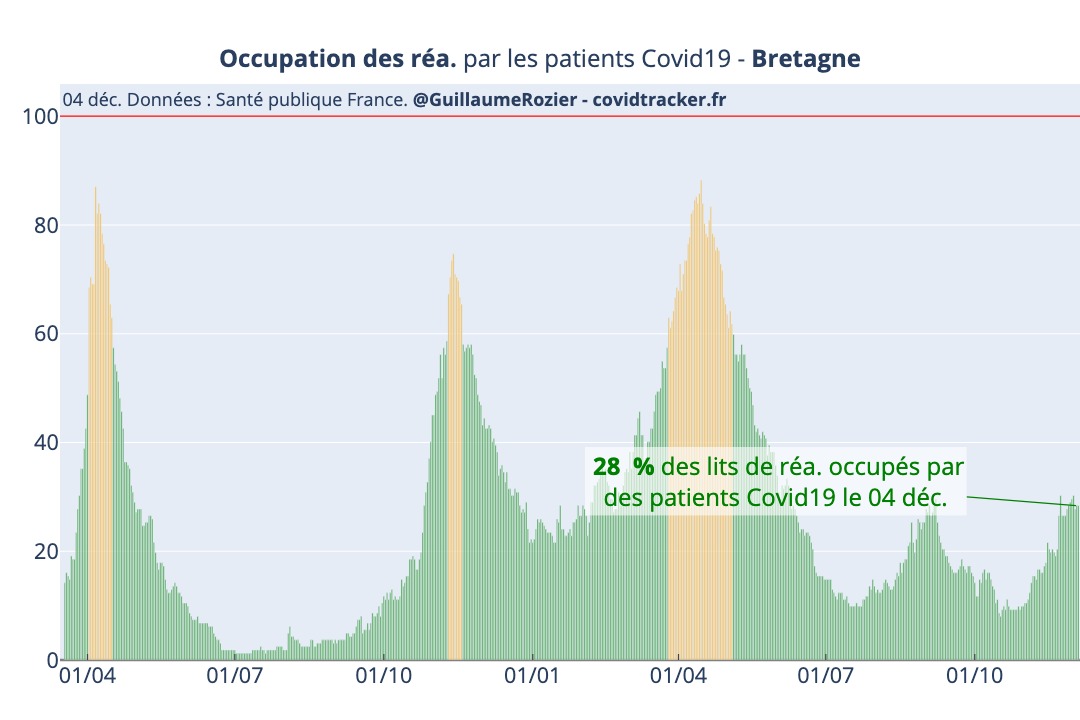 Occupation des réa. par les patients Covid19 - Bretagne
04 déc. Données : Santé publique France. @GuillaumeRozier - covidtracker.fr
100
80
60
40
28 % des lits de réa. occupés par
des patients Covid19 le 04 déc.
20
0
01/04 01/07 01/10 01/01 01/04 01/07 01/10